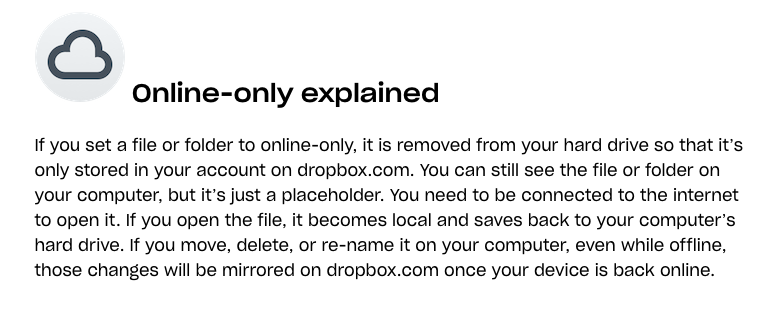 Online-only explained
If you set a file or folder to online-only, it is removed from your hard drive so that it’s
only stored in your account on dropbox.com. You can still see the file or folder on
your computer, but it’s just a placeholder. You need to be connected to the internet
to open it. If you open the file, it becomes local and saves back to your computer’s
hard drive. If you move, delete, or re-name it on your computer, even while offline,
those changes will be mirrored on dropbox.com once your device is back online.